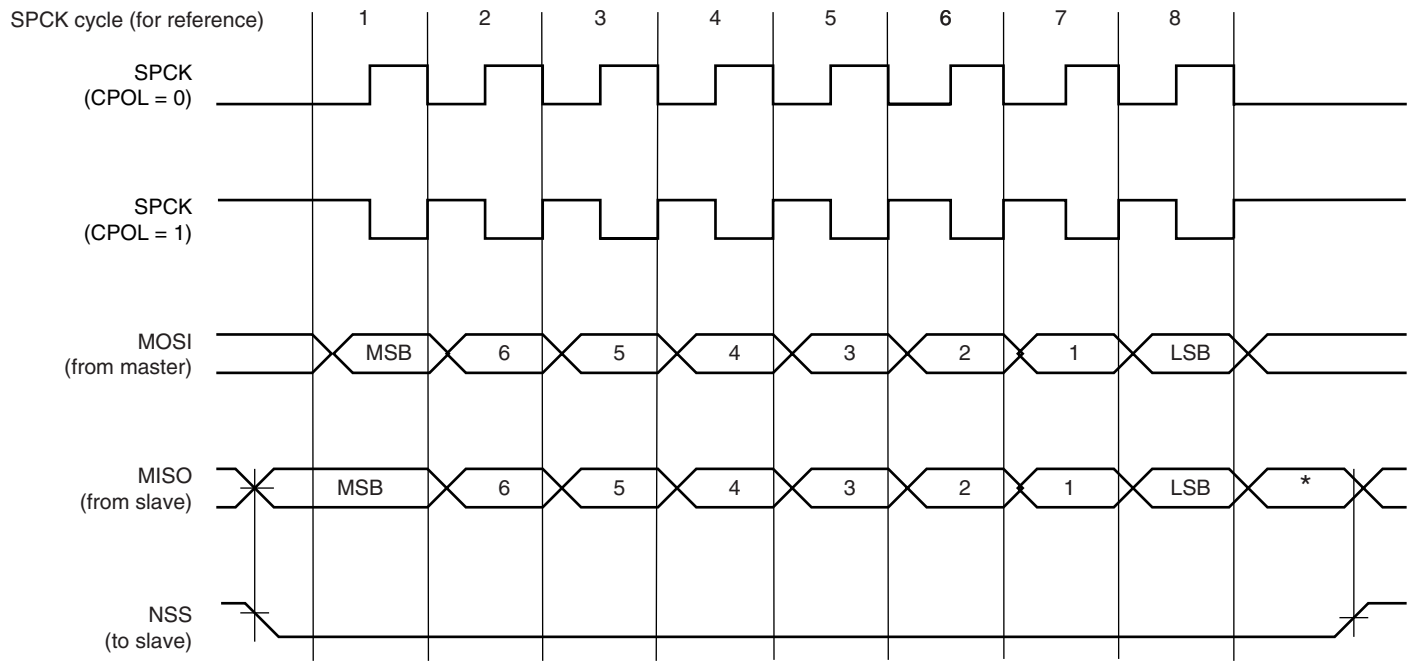 SPCK cycle (for reference) 1 2 3 4 5 6 7 8
SPCK
(CPOL = 0)
SPCK
(CPOL = 1)
MOSI
(from master)
MSB 6 5 4 3 2 1 LSB
MISO
(from slave)
MSB 6 5 4 3 2 1 LSB *
NSS
(to slave)